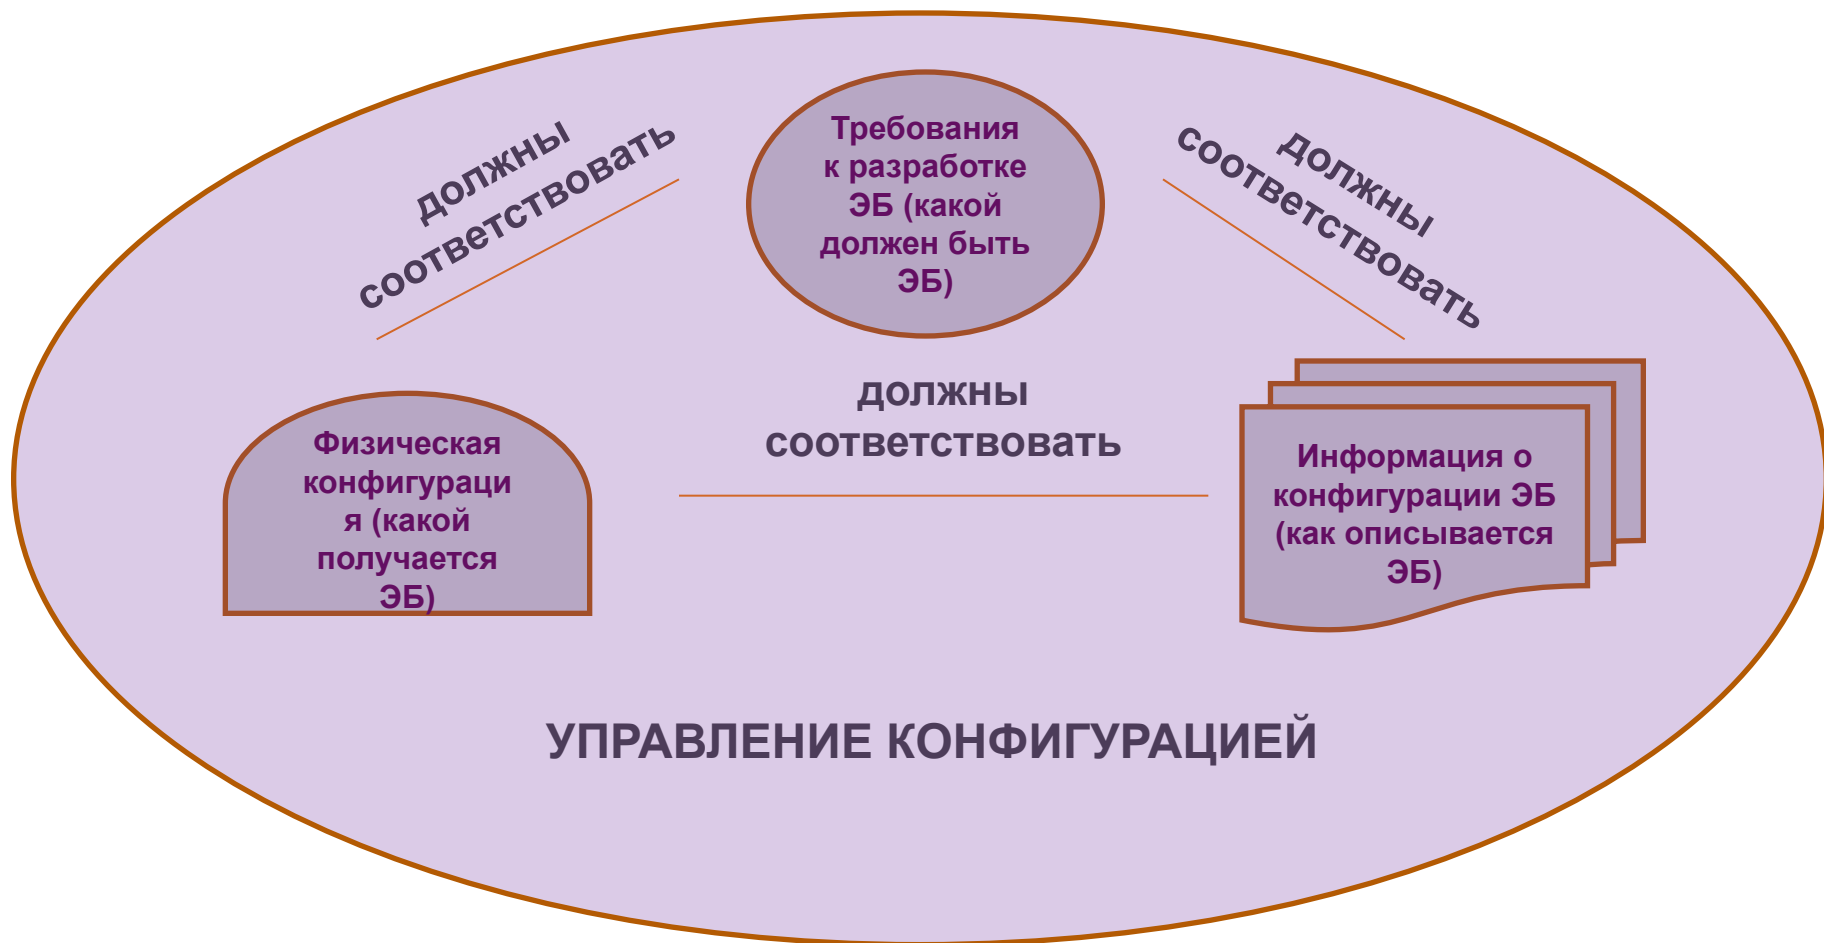 должны
соответствовать
Требования
к разработке
ЭБ (какой
должен быть
ЭБ)
должны
соответствовать
должны
соответствовать
Физическая
конфигураци
я (какой
получается
ЭБ)
Информация о
конфигурации ЭБ
(как описывается
ЭБ)
УПРАВЛЕНИЕ КОНФИГУРАЦИЕЙ